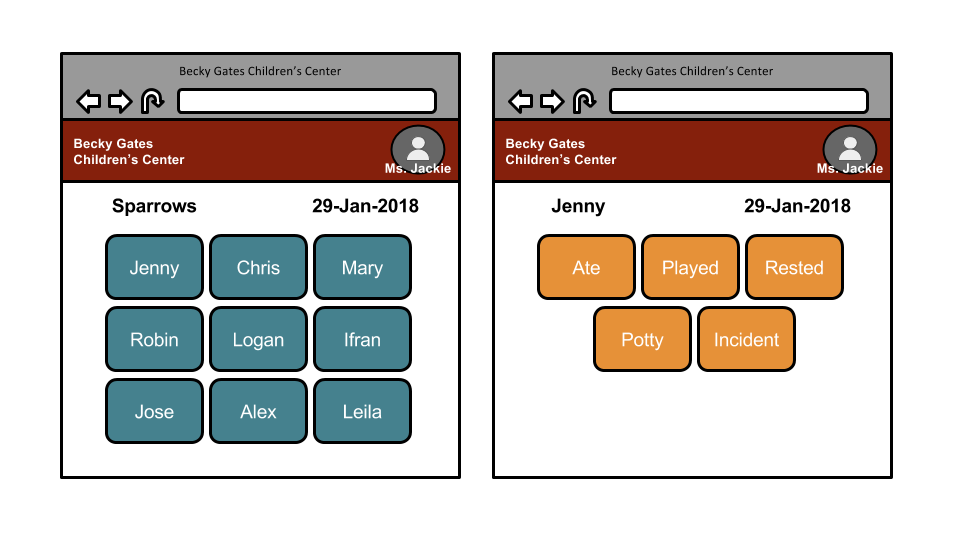 Becky Gates Children’s Center
Becky Gates
Children’s Center
Ms. Jackie
Sparrows 29-Jan-2018
Jenny Chris Mary
Robin Logan Ifran
Jose Alex Leila
Becky Gates Children’s Center
Becky Gates
Children’s Center
Ms. Jackie
Jenny 29-Jan-2018
Ate Played Rested
Potty Incident